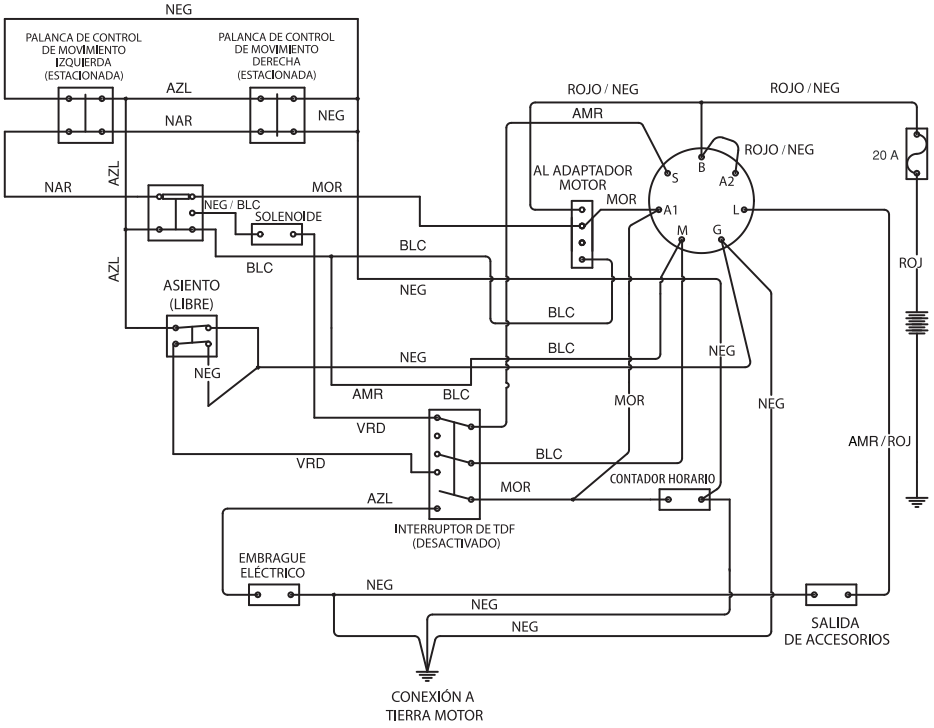 NEG
PALANCA DE CONTROL
DE MOVIMIENTO
IZQUIERDA
(ESTACIONADA)
PALANCA DE CONTROL
DE MOVIMIENTO
DERECHA
(ESTACIONADA)
AZL
NAR
NEG
ROJO / NEG
ROJO / NEG
AMR
ROJO / NEG
20 A
B
S
A2
A1
L
M
G
AL ADAPTADOR
MOTOR
MOR
AZL
NAR
MOR
NEG / BLC
SOLENOIDE
BLC
BLC
AZL
ROJ
ASIENTO
(LIBRE)
NEG
BLC
BLC
NEG
NEG
NEG
AMR
BLC
MOR
NEG
VRD
AMR / ROJ
VRD
BLC
AZL
MOR
CONTADOR HORARIO
INTERRUPTOR DE TDF
(DESACTIVADO)
EMBRAGUE
ELÉCTRICO
NEG
NEG
NEG
SALIDA
DE ACCESORIOS
CONEXIÓN A
TIERRA MOTOR